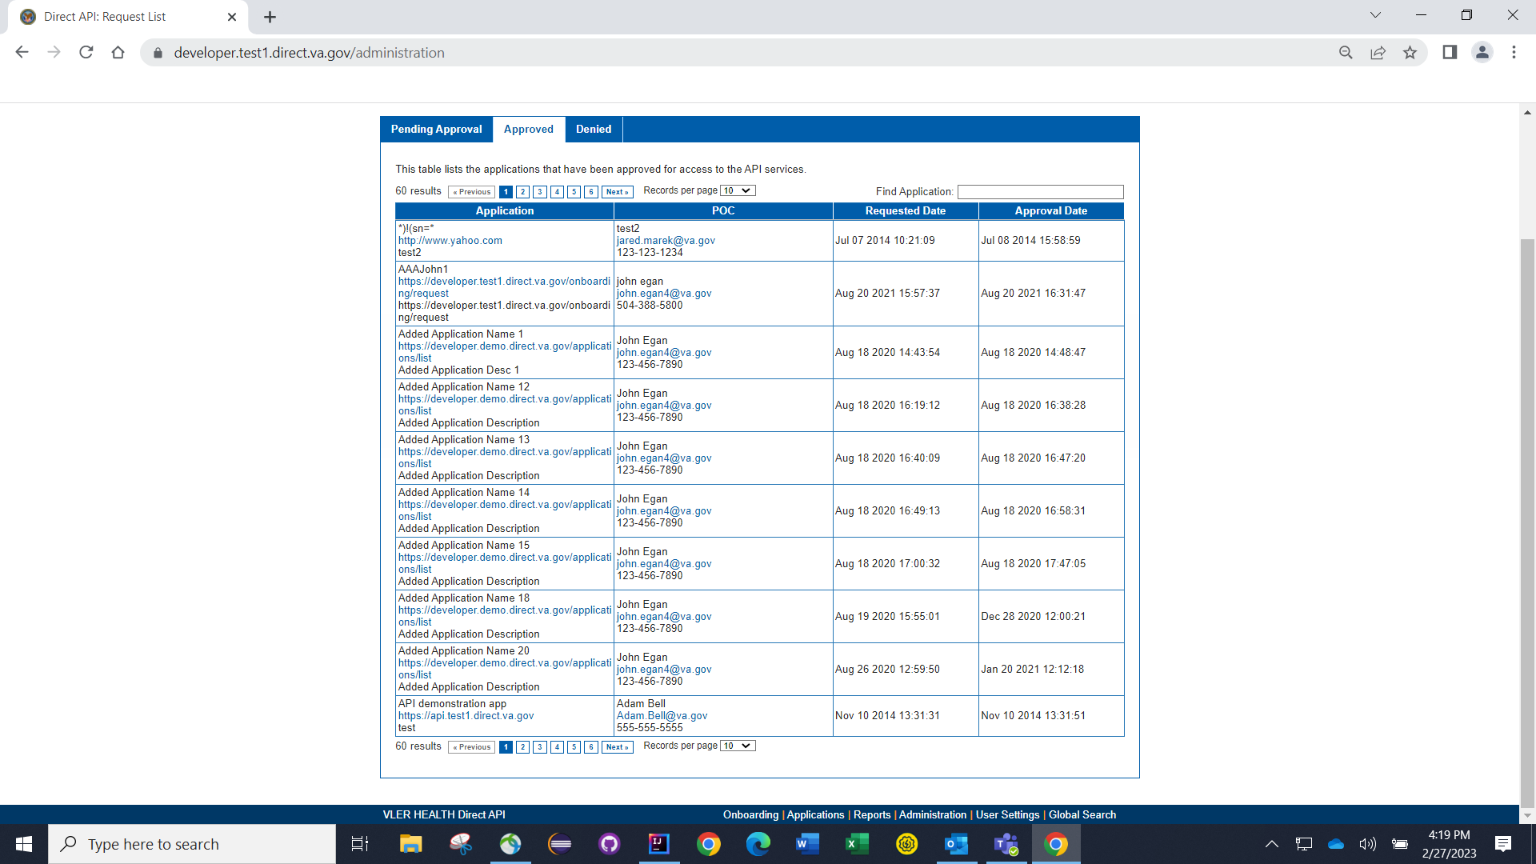 Direct API: Request List
developer.test1.direct.va.gov/administration
Pending Approval Approved Denied
This table lists the applications that have been approved for access to the API services.
60 results « Previous 1 2 3 4 5 6 Next » Records per page 10 Find Application:
Application POC Requested Date Approval Date
*)!(sn=*
http://www.yahoo.com
test2
test2
jared.marek@va.gov
123-123-1234
Jul 07 2014 10:21:09
Jul 08 2014 15:58:59
AAAJohn1
https://developer.test1.direct.va.gov/onboardi
ng/request
https://developer.test1.direct.va.gov/onboardi
ng/request
john egan
john.egan4@va.gov
504-388-5800
Aug 20 2021 15:57:37
Aug 20 2021 16:31:47
Added Application Name 1
https://developer.demo.direct.va.gov/applicati
ons/list
Added Application Desc 1
John Egan
john.egan4@va.gov
123-456-7890
Aug 18 2020 14:43:54
Aug 18 2020 14:48:47
Added Application Name 12
https://developer.demo.direct.va.gov/applicati
ons/list
Added Application Description
John Egan
john.egan4@va.gov
123-456-7890
Aug 18 2020 16:19:12
Aug 18 2020 16:38:28
Added Application Name 13
https://developer.demo.direct.va.gov/applicati
ons/list
Added Application Description
John Egan
john.egan4@va.gov
123-456-7890
Aug 18 2020 16:40:09
Aug 18 2020 16:47:20
Added Application Name 14
https://developer.demo.direct.va.gov/applicati
ons/list
Added Application Description
John Egan
john.egan4@va.gov
123-456-7890
Aug 18 2020 16:49:13
Aug 18 2020 16:58:31
Added Application Name 15
https://developer.demo.direct.va.gov/applicati
ons/list
Added Application Description
John Egan
john.egan4@va.gov
123-456-7890
Aug 18 2020 17:00:32
Aug 18 2020 17:47:05
Added Application Name 18
https://developer.demo.direct.va.gov/applicati
ons/list
Added Application Description
John Egan
john.egan4@va.gov
123-456-7890
Aug 19 2020 15:55:01
Dec 28 2020 12:00:21
Added Application Name 20
https://developer.demo.direct.va.gov/applicati
ons/list
Added Application Description
John Egan
john.egan4@va.gov
123-456-7890
Aug 26 2020 12:59:50
Jan 20 2021 12:12:18
API demonstration app
https://api.test1.direct.va.gov
test
Adam Bell
Adam.Bell@va.gov
555-555-5555
Nov 10 2014 13:31:31
Nov 10 2014 13:31:51
60 results « Previous 1 2 3 4 5 6 Next » Records per page 10
VLER HEALTH Direct API Onboarding | Applications | Reports | Administration | User Settings | Global Search
Type here to search
4:19 PM
2/27/2023